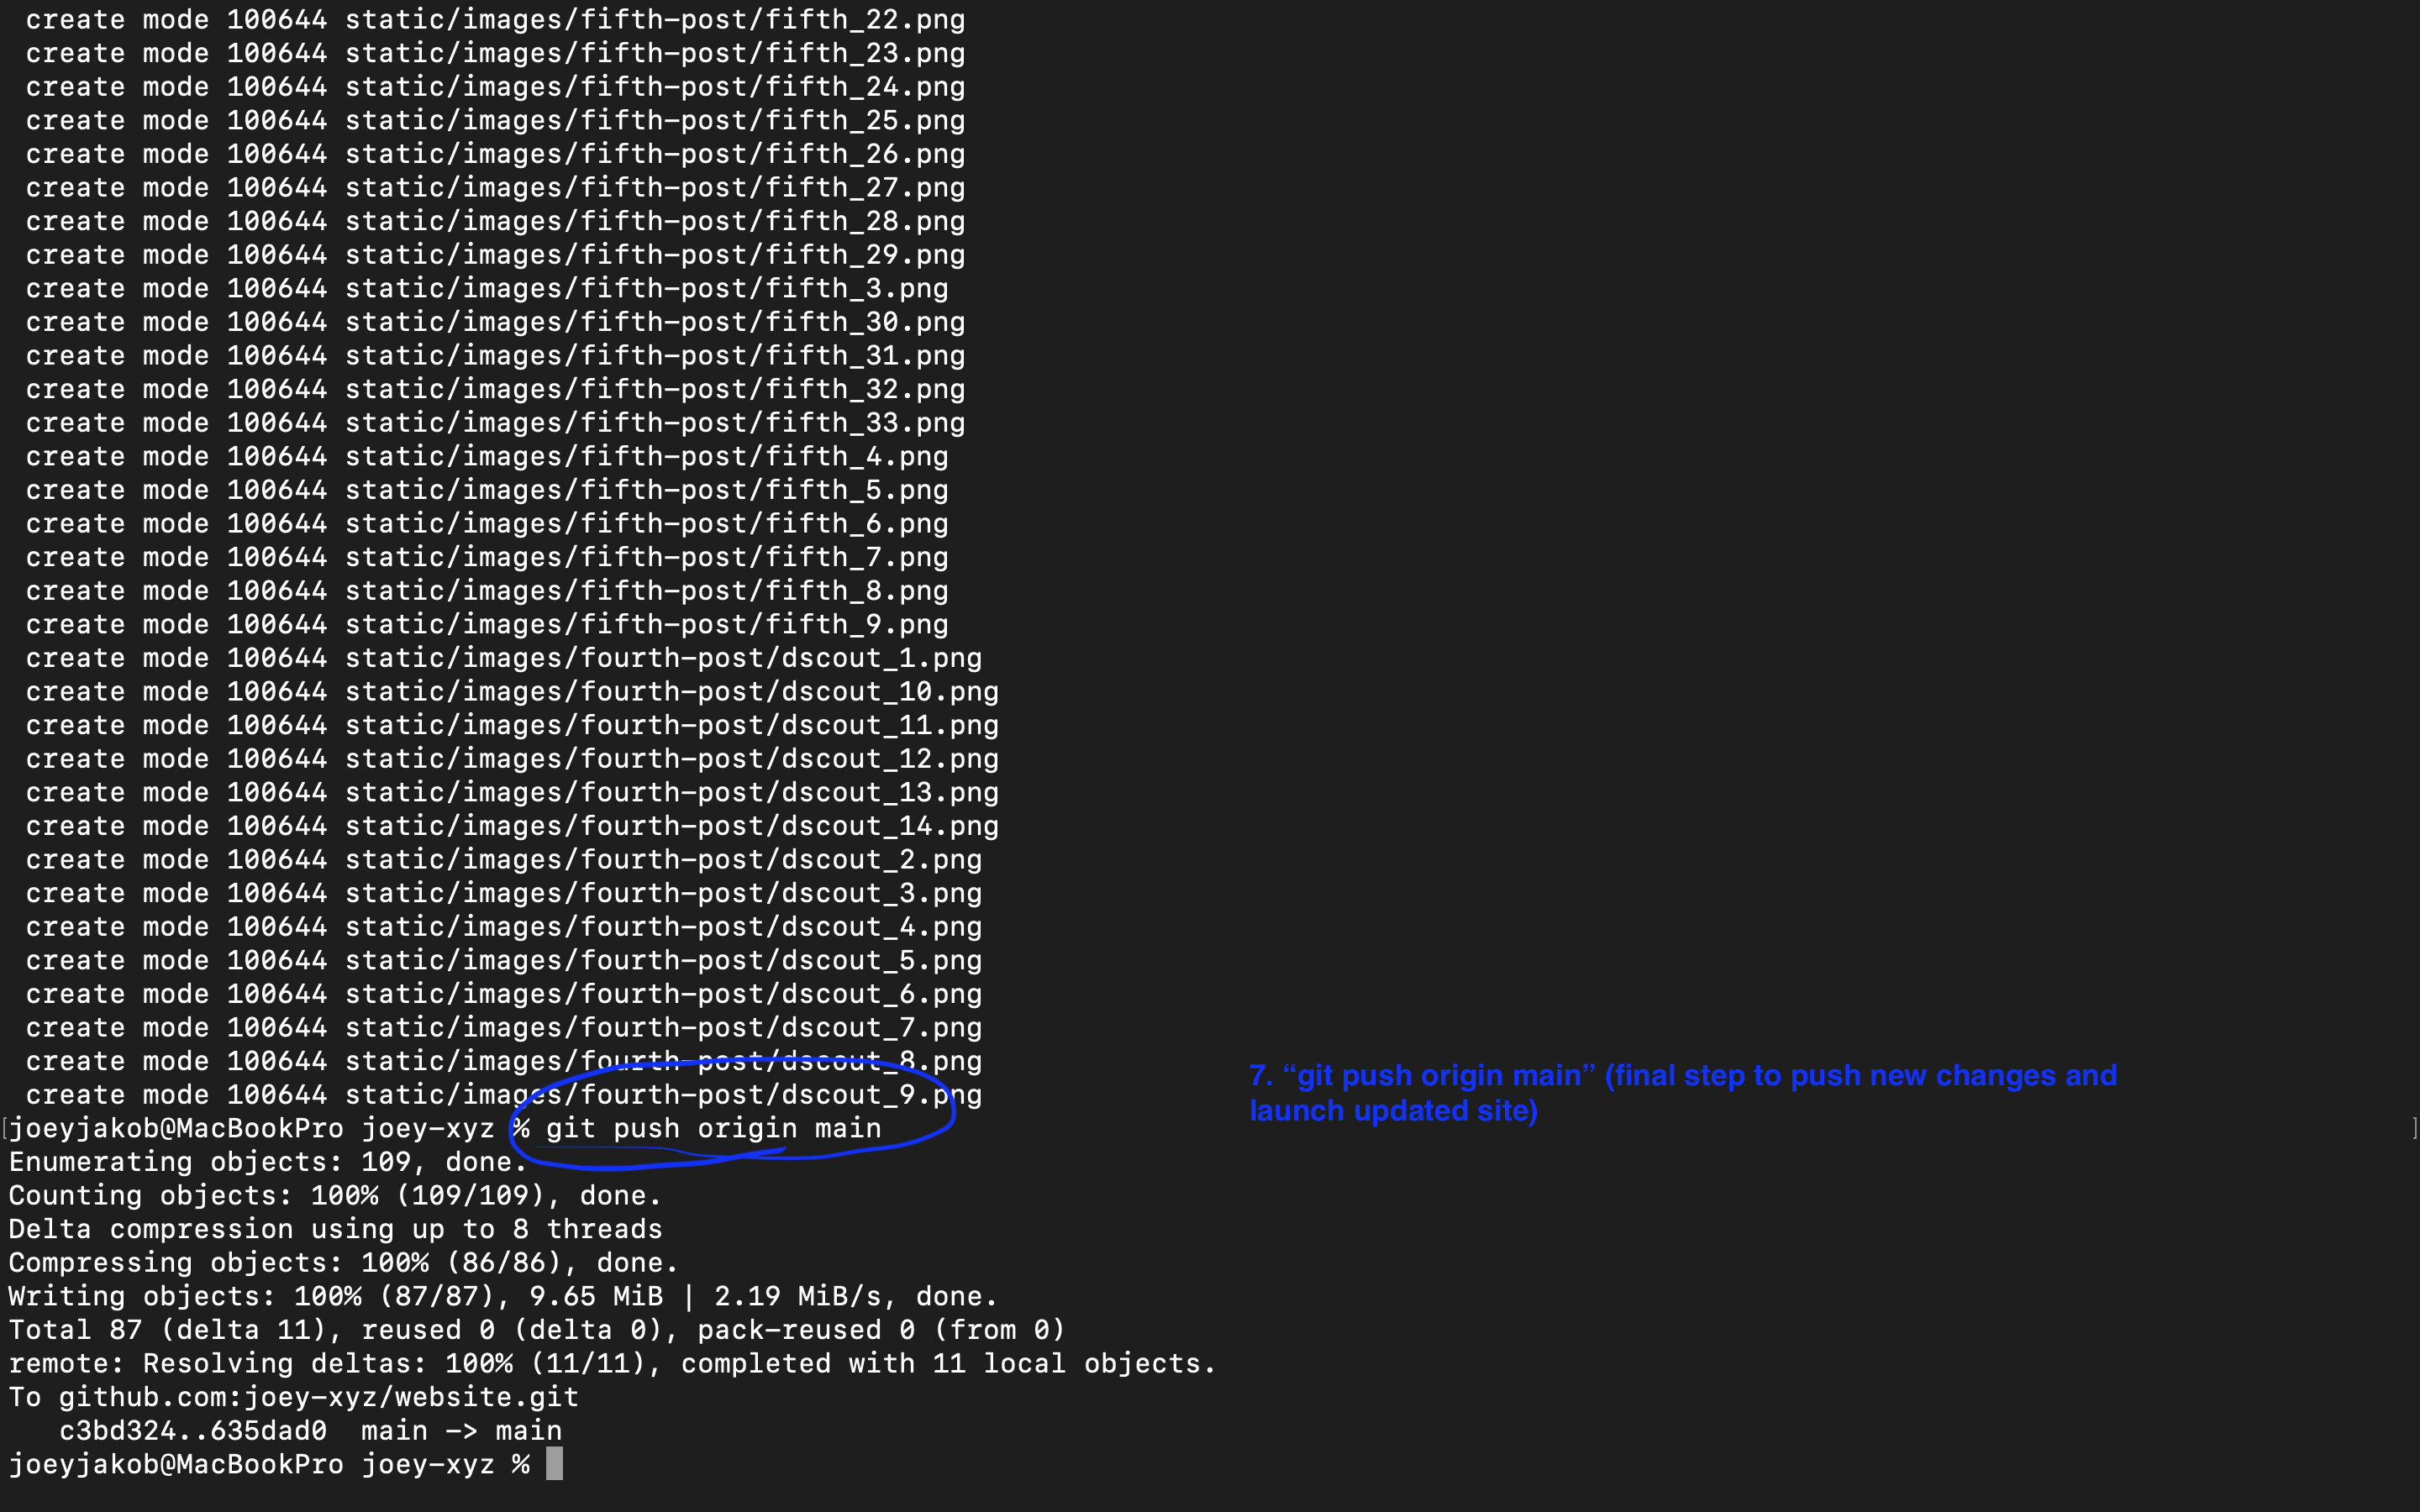 create mode 100644 static/images/fifth-post/fifth_22.png
create mode 100644 static/images/fifth-post/fifth_23.png
create mode 100644 static/images/fifth-post/fifth_24.png
create mode 100644 static/images/fifth-post/fifth_25.png
create mode 100644 static/images/fifth-post/fifth_26.png
create mode 100644 static/images/fifth-post/fifth_27.png
create mode 100644 static/images/fifth-post/fifth_28.png
create mode 100644 static/images/fifth-post/fifth_29.png
create mode 100644 static/images/fifth-post/fifth_3.png
create mode 100644 static/images/fifth-post/fifth_30.png
create mode 100644 static/images/fifth-post/fifth_31.png
create mode 100644 static/images/fifth-post/fifth_32.png
create mode 100644 static/images/fifth-post/fifth_33.png
create mode 100644 static/images/fifth-post/fifth_4.png
create mode 100644 static/images/fifth-post/fifth_5.png
create mode 100644 static/images/fifth-post/fifth_6.png
create mode 100644 static/images/fifth-post/fifth_7.png
create mode 100644 static/images/fifth-post/fifth_8.png
create mode 100644 static/images/fifth-post/fifth_9.png
create mode 100644 static/images/fourth-post/dscout_1.png
create mode 100644 static/images/fourth-post/dscout_10.png
create mode 100644 static/images/fourth-post/dscout_11.png
create mode 100644 static/images/fourth-post/dscout_12.png
create mode 100644 static/images/fourth-post/dscout_13.png
create mode 100644 static/images/fourth-post/dscout_14.png
create mode 100644 static/images/fourth-post/dscout_2.png
create mode 100644 static/images/fourth-post/dscout_3.png
create mode 100644 static/images/fourth-post/dscout_4.png
create mode 100644 static/images/fourth-post/dscout_5.png
create mode 100644 static/images/fourth-post/dscout_6.png
create mode 100644 static/images/fourth-post/dscout_7.png
create mode 100644 static/images/fourth-post/dscout_8.png
create mode 100644 static/images/fourth-post/dscout_9.png
[joeyjakob@MacBookPro joey-xyz % git push origin main ]
Enumerating objects: 109, done.
Counting objects: 100% (109/109), done.
Delta compression using up to 8 threads
Compressing objects: 100% (86/86), done.
Writing objects: 100% (87/87), 9.65 MiB | 2.19 MiB/s, done.
Total 87 (delta 11), reused 0 (delta 0), pack-reused 0 (from 0)
remote: Resolving deltas: 100% (11/11), completed with 11 local objects.
To github.com:joey-xyz/website.git
c3bd324..635dad0  main -> main
joeyjakob@MacBookPro joey-xyz %
7. “git push origin main” (final step to push new changes and
launch updated site)